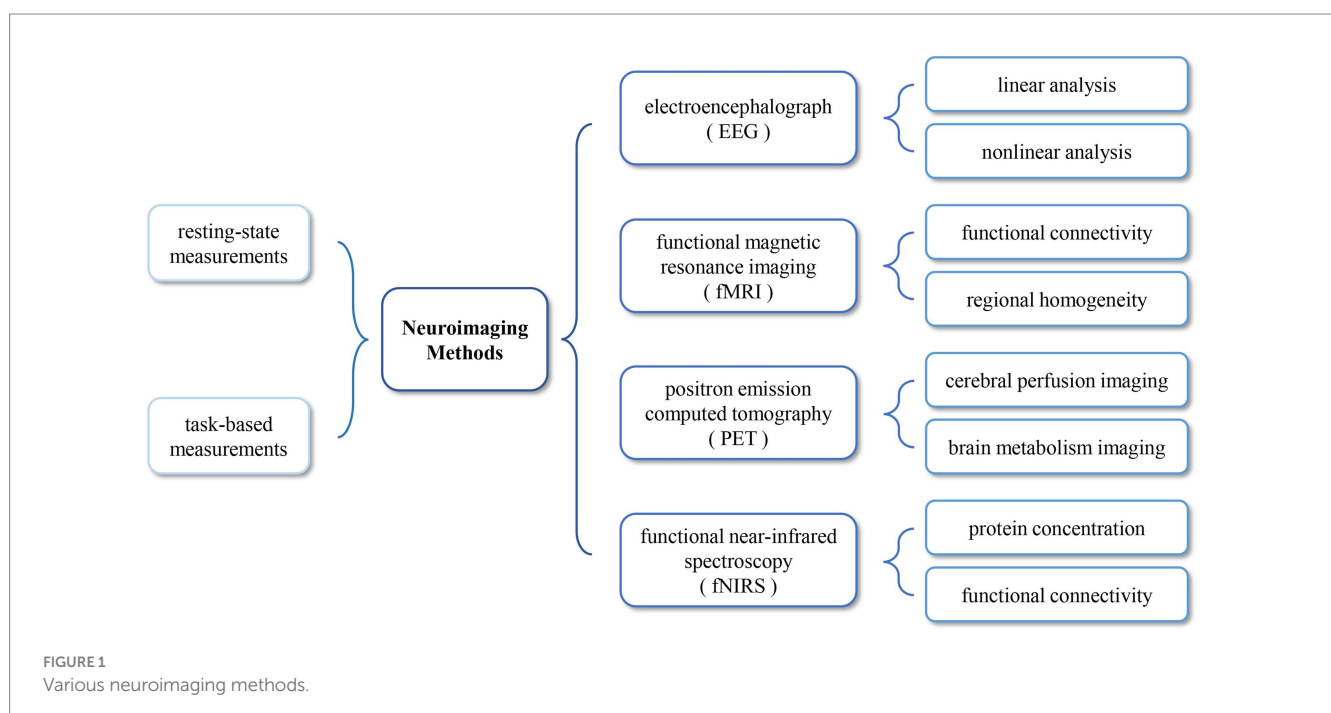 resting-state
measurements
task-based
measurements
Neuroimaging
Methods
electroencephalograph
( EEG )
linear analysis
nonlinear analysis
functional magnetic
resonance imaging
( fMRI )
functional connectivity
regional homogeneity
positron emission
computed tomography
( PET )
cerebral perfusion imaging
brain metabolism imaging
functional near-infrared
spectroscopy
( fNIRS )
protein concentration
functional connectivity
FIGURE 1
Various neuroimaging methods.